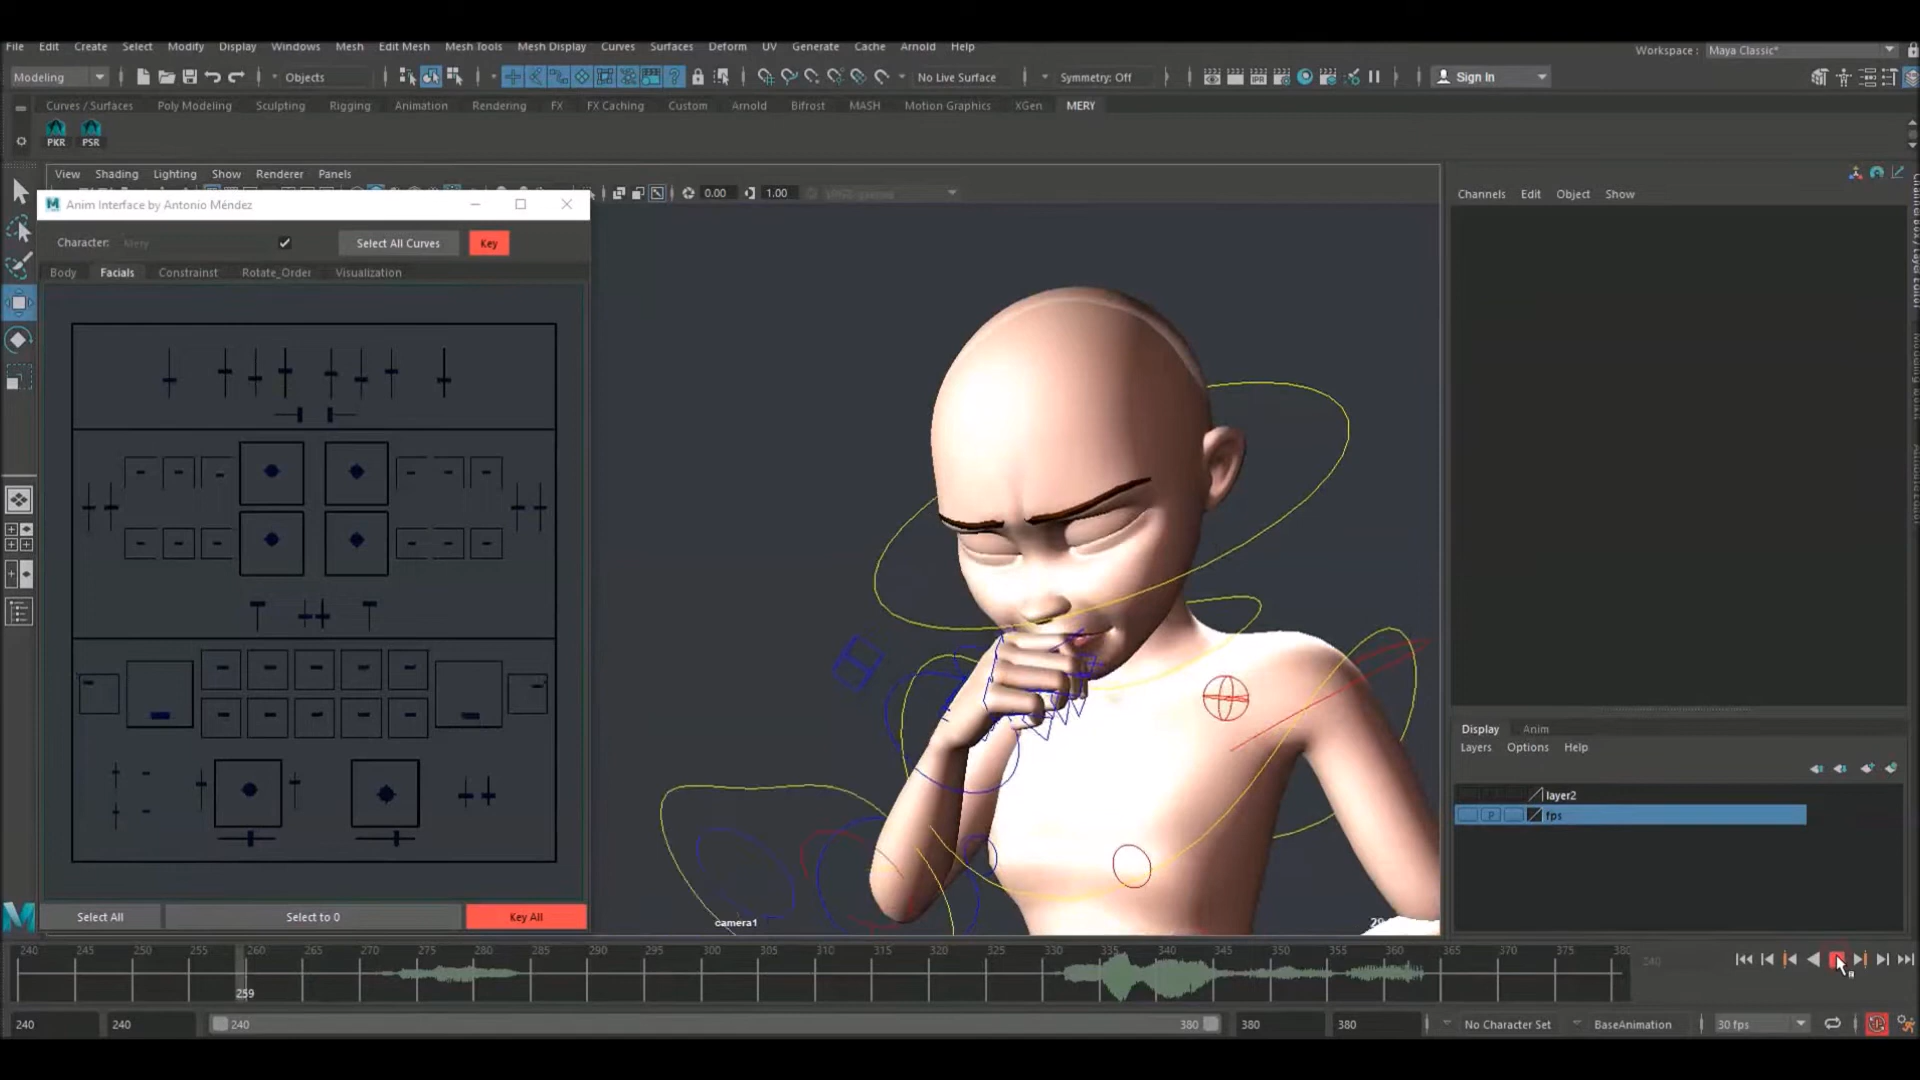 File Edit Create Select Modify Display Windows Mesh Edit Mesh Mesh Tools Mesh Display Curves Surfaces Deform UV Generate Cache Arnold Help
Workspace : Maya Classic*
Modeling Objects No Live Surface Symmetry: Off Sign In
Curves / Surfaces Poly Modeling Sculpting Rigging Animation Rendering FX FX Caching Custom Arnold Bifrost MASH Motion Graphics XGen MERY
PKR PSR
View Shading Lighting Show Renderer Panels
0.00 1.00
Channels Edit Object Show
Anim Interface by Antonio Méndez
Character: Mery Select All Curves Key
Body Facials Constrainst Rotate_Order Visualization
Display Anim
Layers Options Help
layer2
P fps
Select All Select to 0 Key All
camera1
240 245 250 255 260 265 270 275 280 285 290 295 300 305 310 315 320 325 330 335 340 345 350 355 360 365 370 375 380
240
259
240 240 240 380 380 380 No Character Set BaseAnimation 30 fps